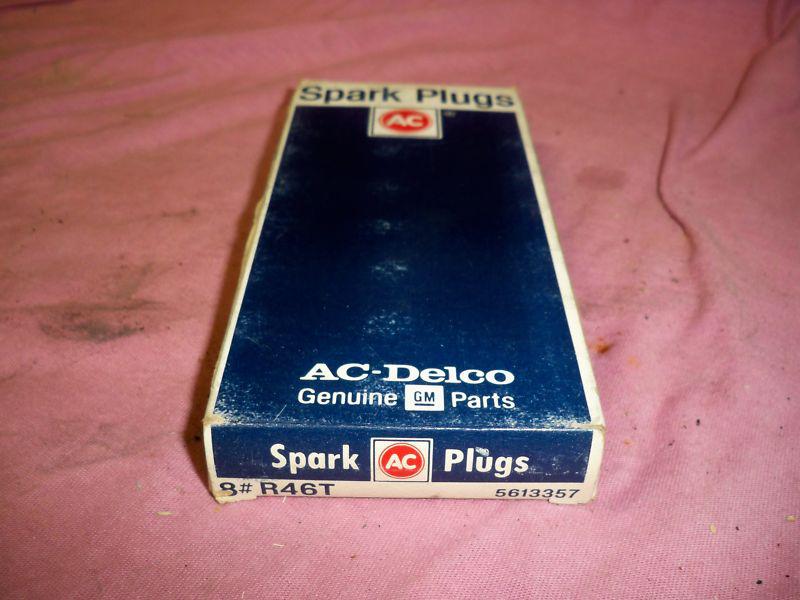 Spark Plugs
AC ®
AC-Delco
Genuine GM Parts
Spark AC Plugs
8# R46T 5613357